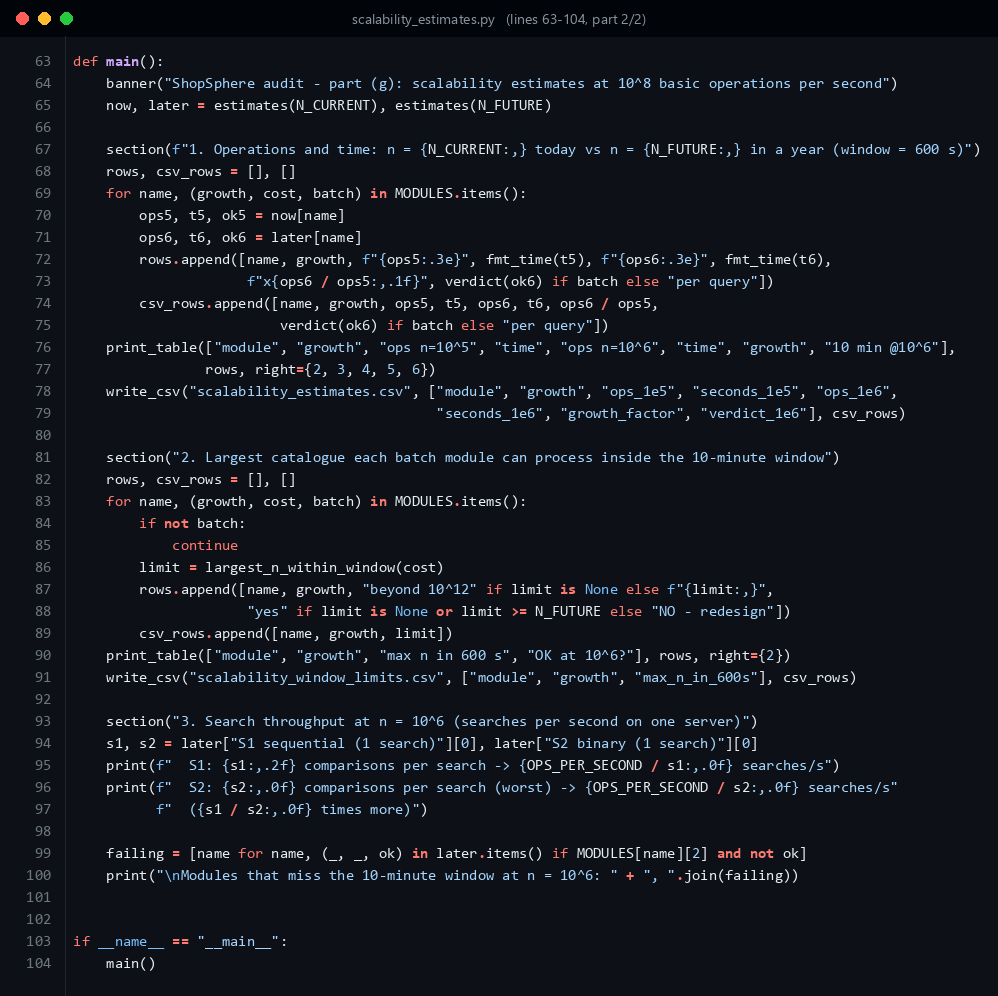 scalability_estimates.py (lines 63-104, part 2/2)
63 def main():
64     banner("ShopSphere audit - part (g): scalability estimates at 10^8 basic operations per second")
65     now, later = estimates(N_CURRENT), estimates(N_FUTURE)
66
67     section(f"1. Operations and time: n = {N_CURRENT:,} today vs n = {N_FUTURE:,} in a year (window = 600 s)")
68     rows, csv_rows = [], []
69     for name, (growth, cost, batch) in MODULES.items():
70         ops5, t5, ok5 = now[name]
71         ops6, t6, ok6 = later[name]
72         rows.append([name, growth, f"{ops5:.3e}", fmt_time(t5), f"{ops6:.3e}", fmt_time(t6),
73                      f"x{ops6 / ops5:,.1f}", verdict(ok6) if batch else "per query"])
74         csv_rows.append([name, growth, ops5, t5, ops6, t6, ops6 / ops5,
75                          verdict(ok6) if batch else "per query"])
76     print_table(["module", "growth", "ops n=10^5", "time", "ops n=10^6", "time", "growth", "10 min @10^6"],
77                 rows, right={2, 3, 4, 5, 6})
78     write_csv("scalability_estimates.csv", ["module", "growth", "ops_1e5", "seconds_1e5", "ops_1e6",
79                                             "seconds_1e6", "growth_factor", "verdict_1e6"], csv_rows)
80
81     section("2. Largest catalogue each batch module can process inside the 10-minute window")
82     rows, csv_rows = [], []
83     for name, (growth, cost, batch) in MODULES.items():
84         if not batch:
85             continue
86         limit = largest_n_within_window(cost)
87         rows.append([name, growth, "beyond 10^12" if limit is None else f"{limit:,}",
88                      "yes" if limit is None or limit >= N_FUTURE else "NO - redesign"])
89         csv_rows.append([name, growth, limit])
90     print_table(["module", "growth", "max n in 600 s", "OK at 10^6?"], rows, right={2})
91     write_csv("scalability_window_limits.csv", ["module", "growth", "max_n_in_600s"], csv_rows)
92
93     section("3. Search throughput at n = 10^6 (searches per second on one server)")
94     s1, s2 = later["S1 sequential (1 search)"][0], later["S2 binary (1 search)"][0]
95     print(f"  S1: {s1:,.2f} comparisons per search -> {OPS_PER_SECOND / s1:,.0f} searches/s")
96     print(f"  S2: {s2:,.0f} comparisons per search (worst) -> {OPS_PER_SECOND / s2:,.0f} searches/s"
97           f"  ({s1 / s2:,.0f} times more)")
98
99     failing = [name for name, (_, _, ok) in later.items() if MODULES[name][2] and not ok]
100     print("\nModules that miss the 10-minute window at n = 10^6: " + ", ".join(failing))
101
102
103 if __name__ == "__main__":
104     main()